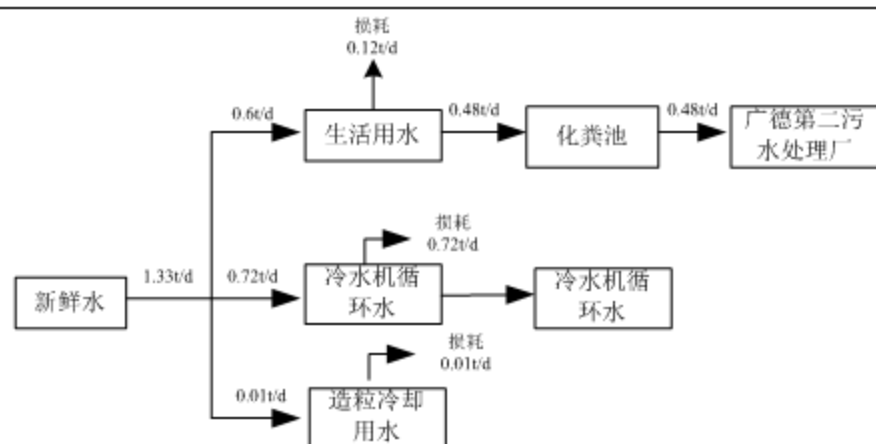 损耗
0.12t/d
0.6t/d
生活用水
0.48t/d
化粪池
0.48t/d
广德第二污
水处理厂
损耗
0.72t/d
新鲜水
1.33t/d
0.72t/d
冷水机循
环水
冷水机循
环水
损耗
0.01t/d
0.01t/d
造粒冷却
用水